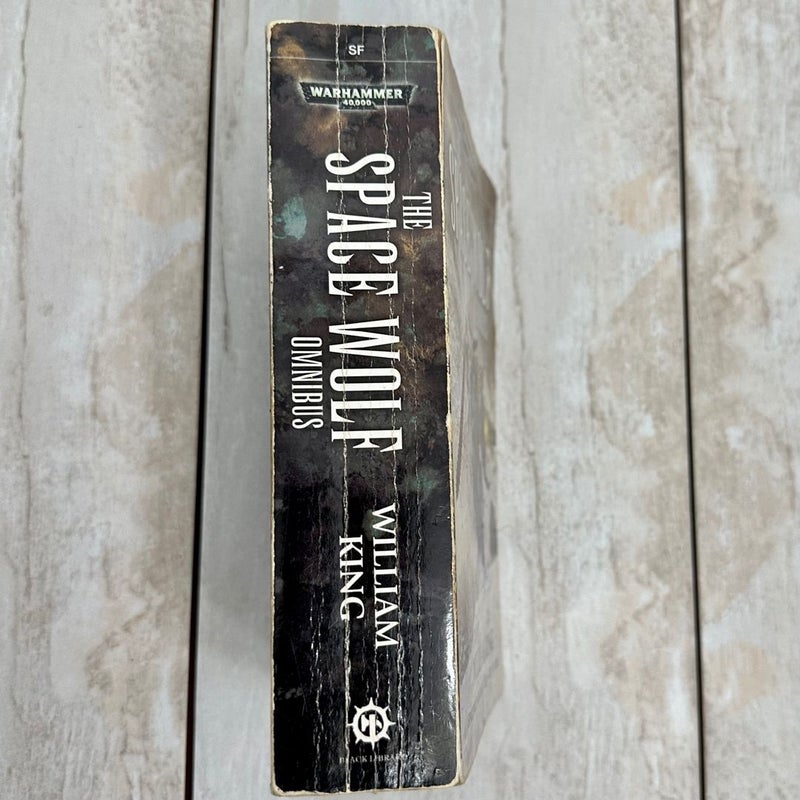 SF
WARHAMMER
40,000
THE
SPACE WOLF
OMNIBUS
WILLIAM
KING
BLACK LIBRARY